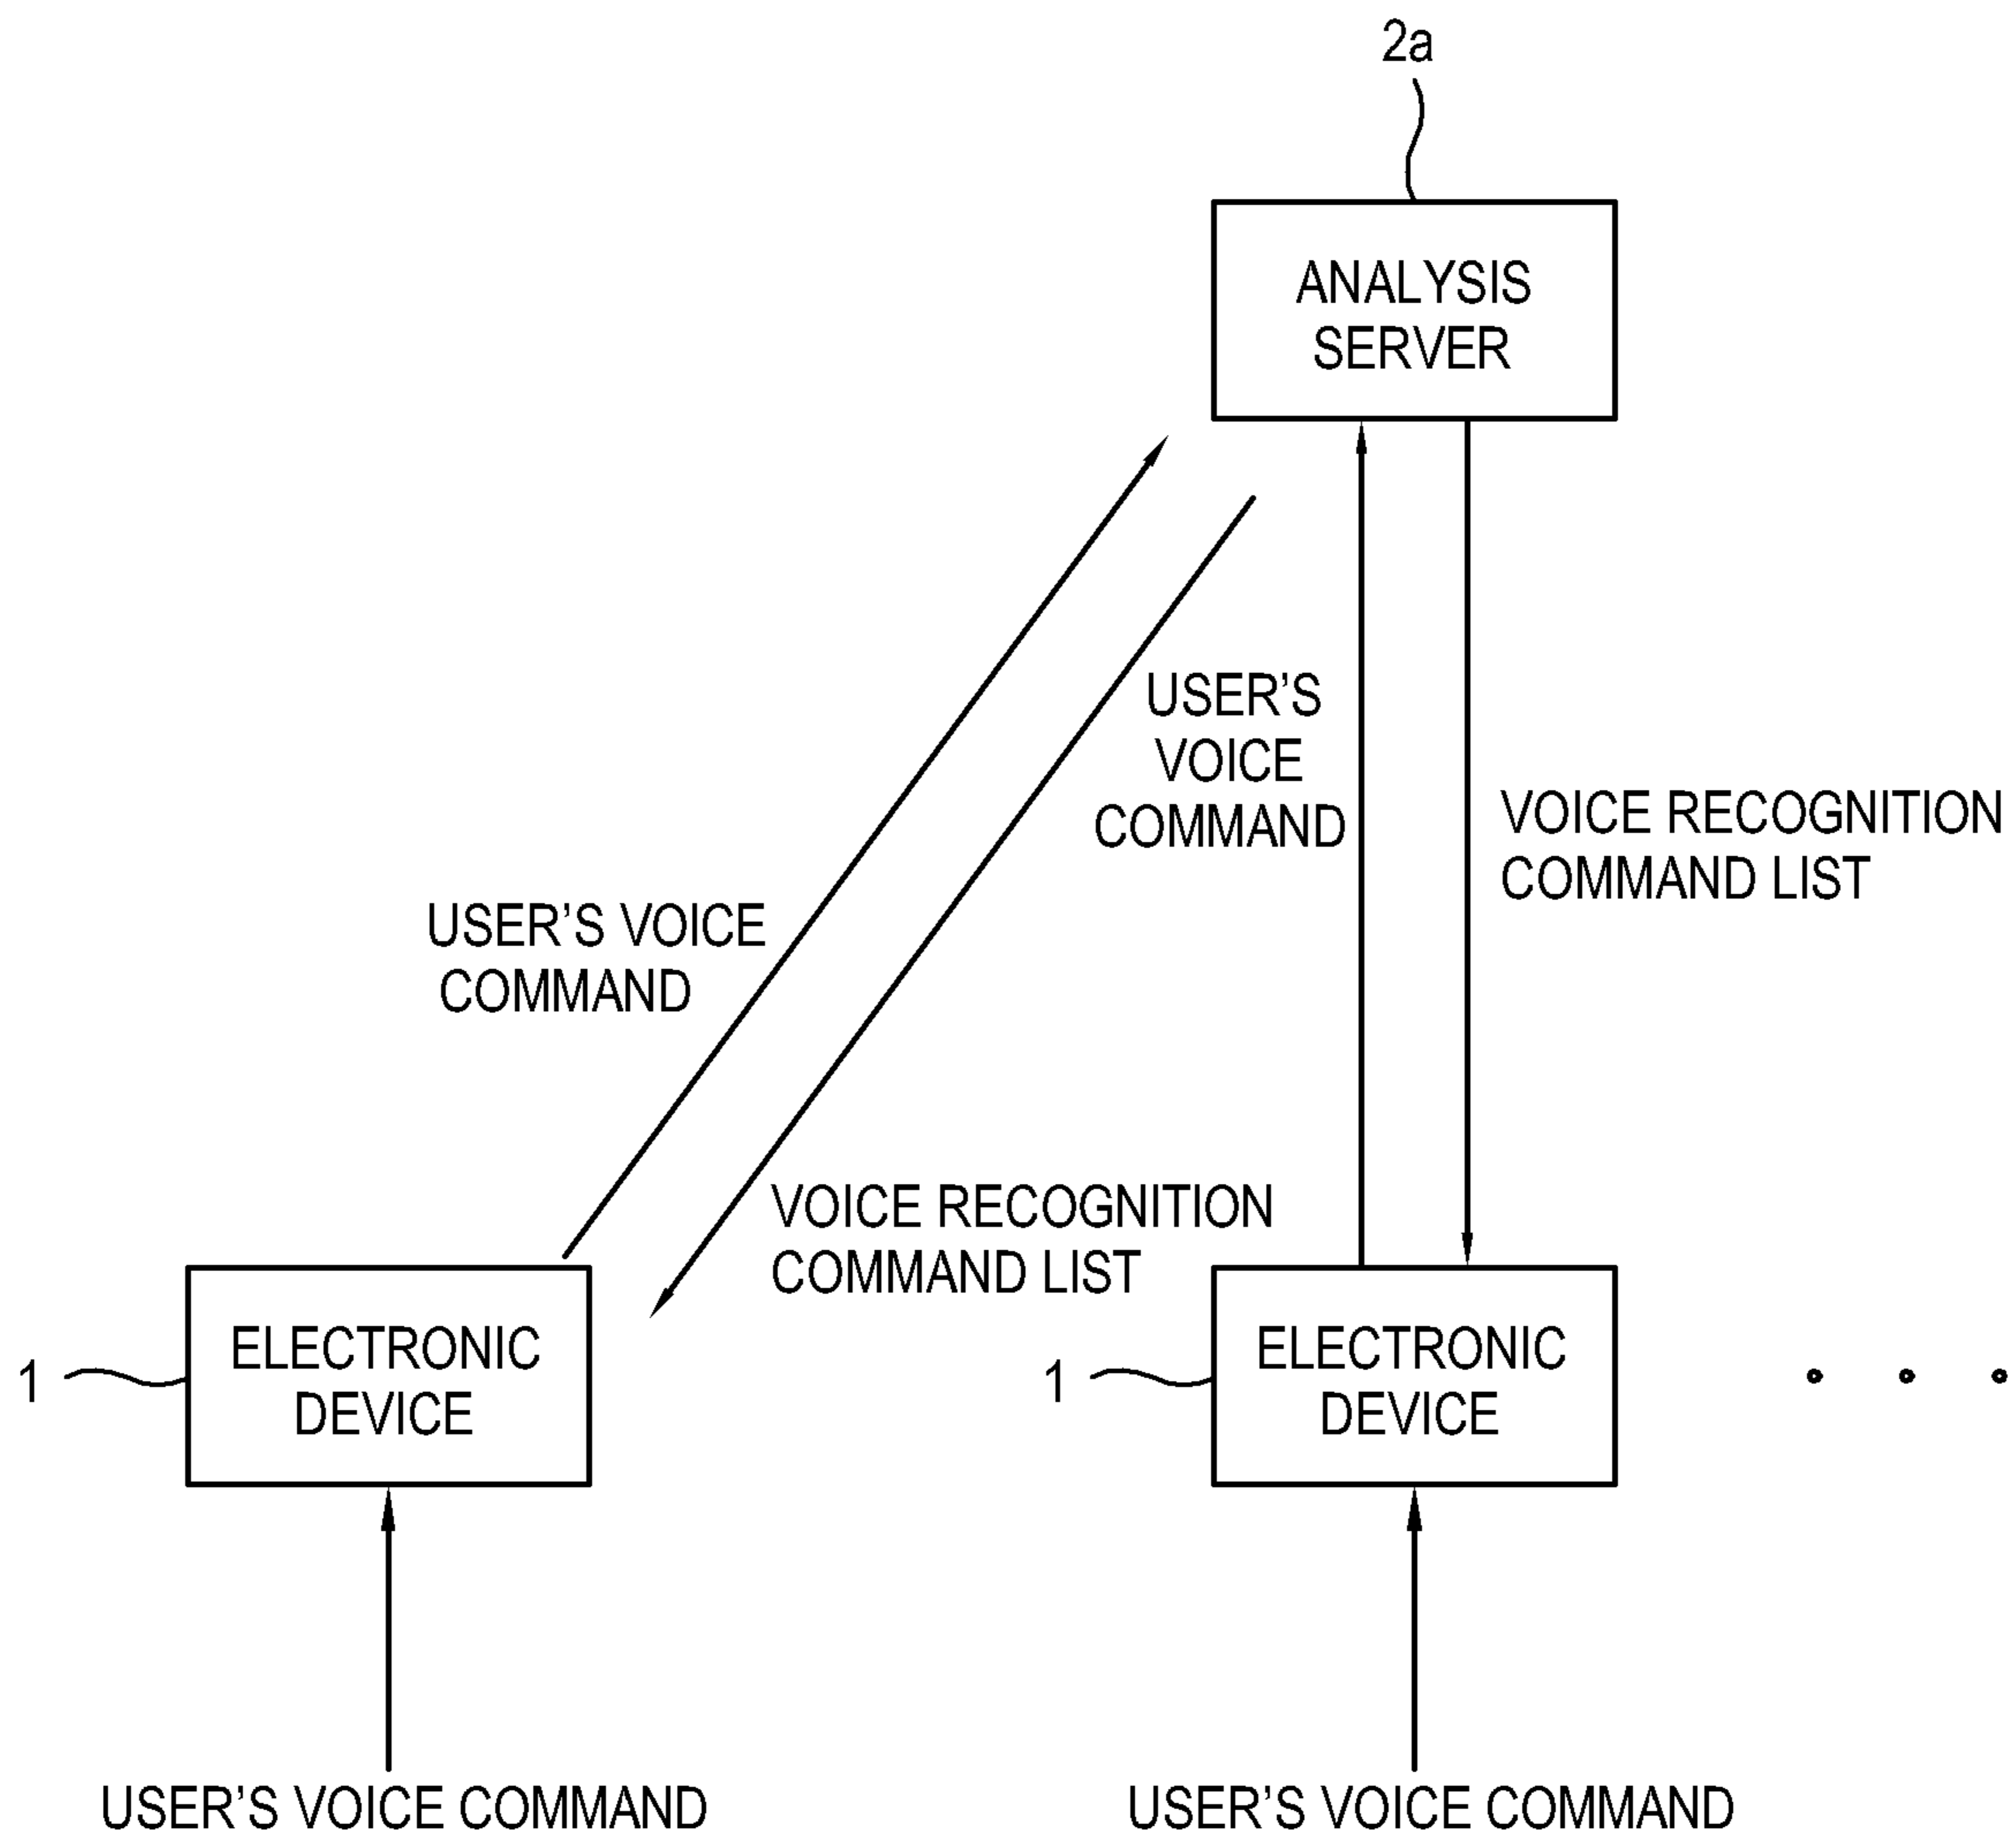 2a
ANALYSIS
SERVER
USER'S
VOICE
COMMAND
VOICE RECOGNITION
COMMAND LIST
USER'S VOICE
COMMAND
VOICE RECOGNITION
COMMAND LIST
1
ELECTRONIC
DEVICE
1
ELECTRONIC
DEVICE
USER'S VOICE COMMAND
USER'S VOICE COMMAND